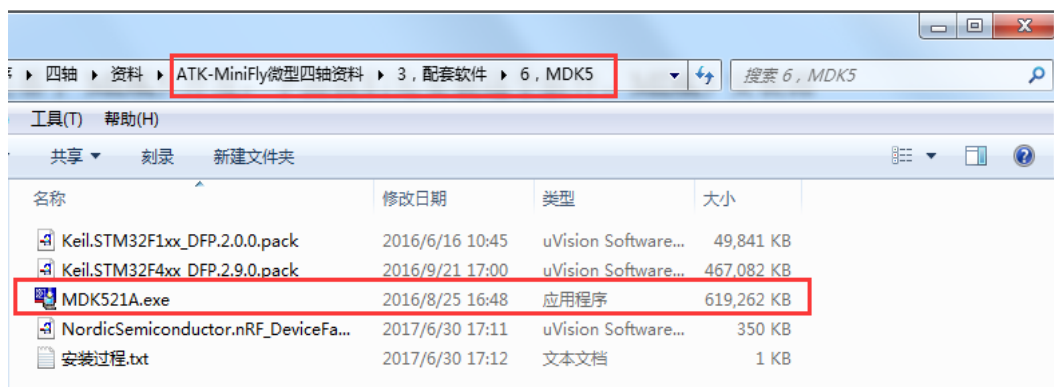 四轴 ▸ 资料 ▸ ATK-MiniFly微型四轴资料 ▸ 3，配套软件 ▸ 6，MDK5 搜索 6，MDK5
工具(T) 帮助(H)
共享 刻录 新建文件夹
名称 修改日期 类型 大小
Keil.STM32F1xx_DFP.2.0.0.pack 2016/6/16 10:45 uVision Software... 49,841 KB
Keil.STM32F4xx_DFP.2.9.0.pack 2016/9/21 17:00 uVision Software... 467,082 KB
MDK521A.exe 2016/8/25 16:48 应用程序 619,262 KB
NordicSemiconductor.nRF_DeviceFa... 2017/6/30 17:11 uVision Software... 350 KB
安装过程.txt 2017/6/30 17:12 文本文档 1 KB